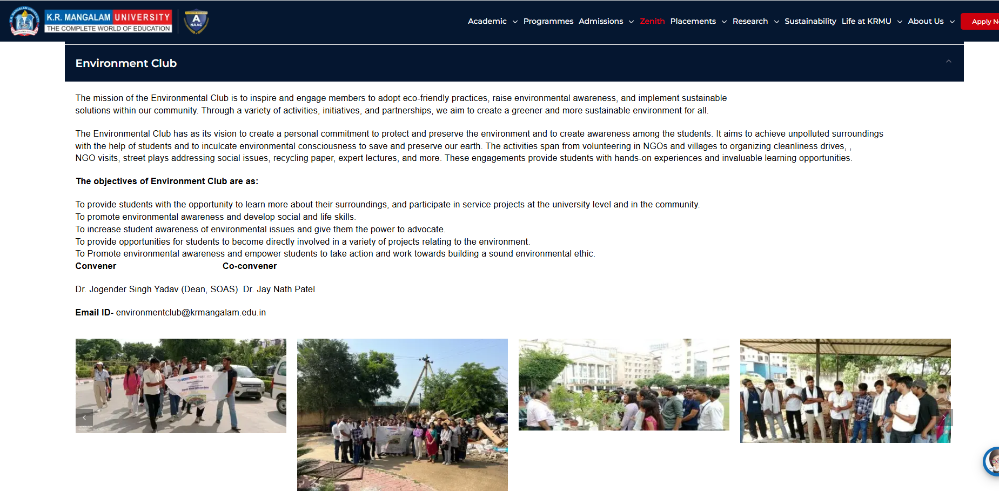 K.R. MANGALAM UNIVERSITY
THE COMPLETE WORLD OF EDUCATION
A
NAAC
Academic Programmes Admissions Zenith Placements Research Sustainability Life at KRMU About Us Apply N
Environment Club
The mission of the Environmental Club is to inspire and engage members to adopt eco-friendly practices, raise environmental awareness, and implement sustainable
solutions within our community. Through a variety of activities, initiatives, and partnerships, we aim to create a greener and more sustainable environment for all.
The Environmental Club has as its vision to create a personal commitment to protect and preserve the environment and to create awareness among the students. It aims to achieve unpolluted surroundings
with the help of students and to inculcate environmental consciousness to save and preserve our earth. The activities span from volunteering in NGOs and villages to organizing cleanliness drives, ,
NGO visits, street plays addressing social issues, recycling paper, expert lectures, and more. These engagements provide students with hands-on experiences and invaluable learning opportunities.
The objectives of Environment Club are as:
To provide students with the opportunity to learn more about their surroundings, and participate in service projects at the university level and in the community.
To promote environmental awareness and develop social and life skills.
To increase student awareness of environmental issues and give them the power to advocate.
To provide opportunities for students to become directly involved in a variety of projects relating to the environment.
To Promote environmental awareness and empower students to take action and work towards building a sound environmental ethic.
Convener Co-convener
Dr. Jogender Singh Yadav (Dean, SOAS) Dr. Jay Nath Patel
Email ID- environmentclub@krmangalam.edu.in